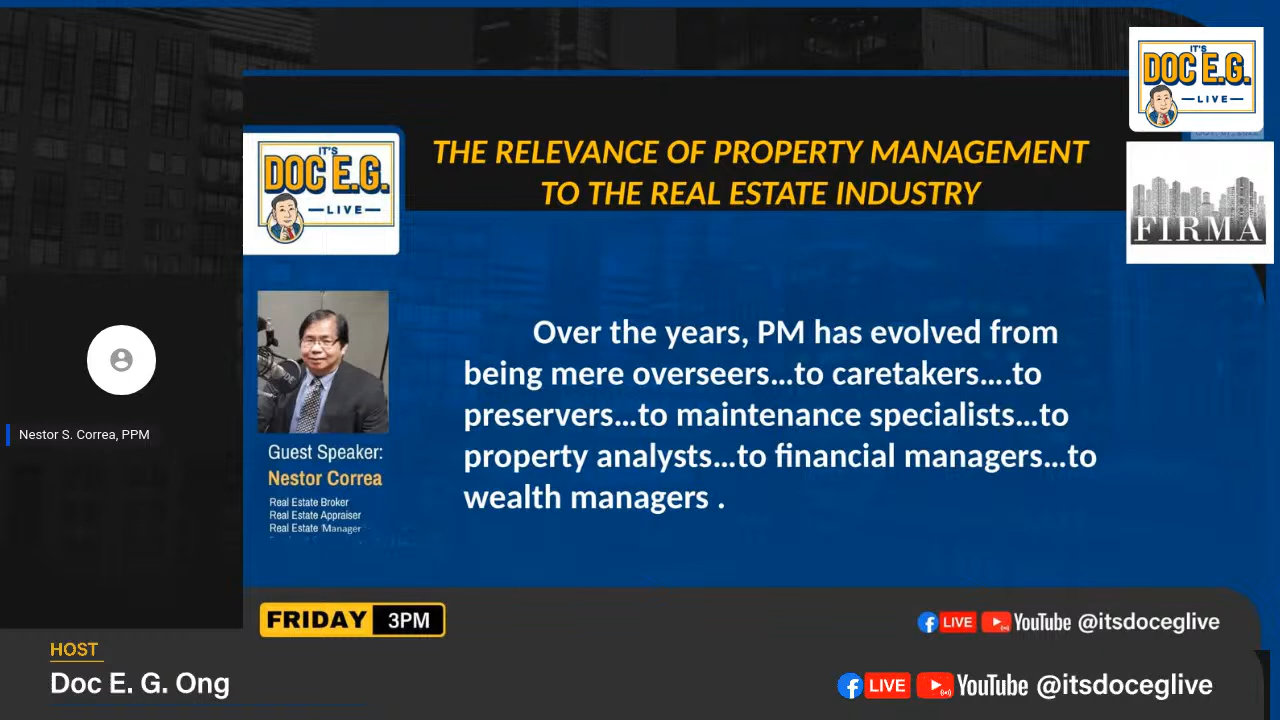 IT'S
DOC E.G.
LIVE
FIRMA
IT'S
DOC E.G.
LIVE
THE RELEVANCE OF PROPERTY MANAGEMENT
TO THE REAL ESTATE INDUSTRY
Over the years, PM has evolved from
being mere overseers...to caretakers....to
preservers...to maintenance specialists...to
property analysts...to financial managers...to
wealth managers .
Nestor S. Correa, PPM
Guest Speaker:
Nestor Correa
Real Estate Broker
Real Estate Appraiser
Real Estate Manager
FRIDAY 3PM
LIVE YouTube @itsdoceglive
HOST
Doc E. G. Ong
LIVE YouTube @itsdoceglive